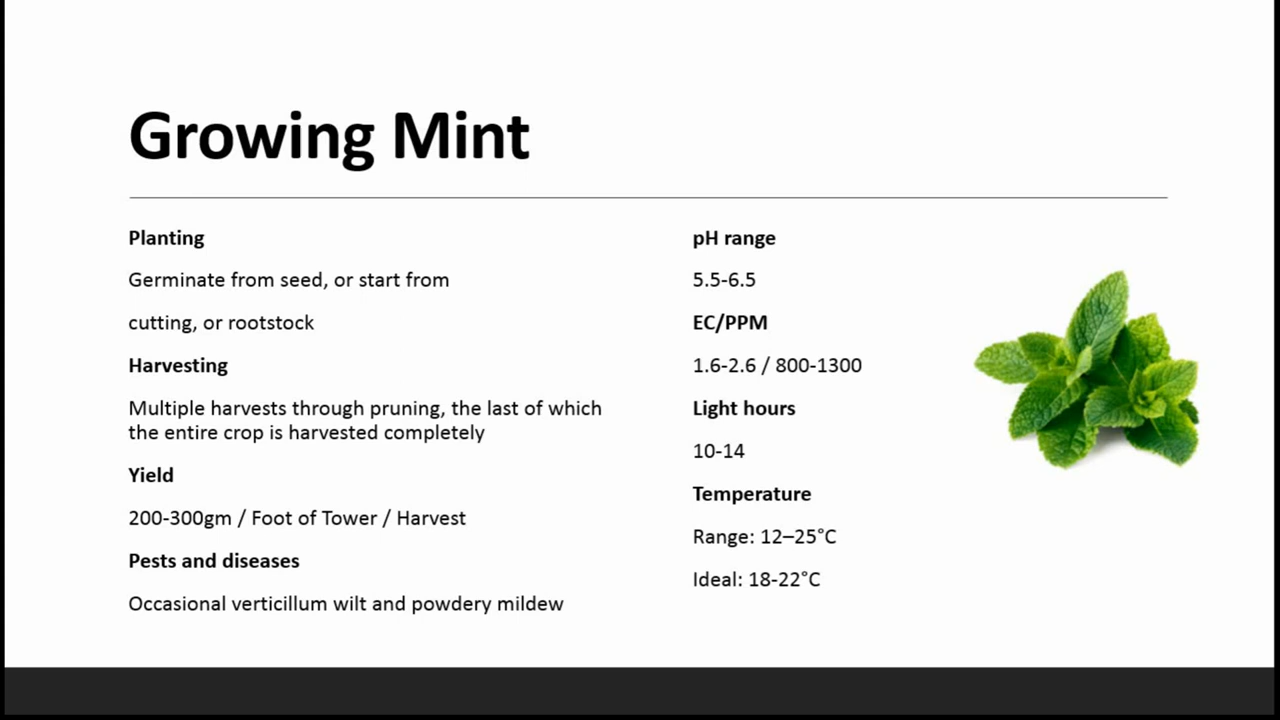 Growing Mint
Planting
Germinate from seed, or start from
cutting, or rootstock
Harvesting
Multiple harvests through pruning, the last of which
the entire crop is harvested completely
Yield
200-300gm / Foot of Tower / Harvest
Pests and diseases
Occasional verticillum wilt and powdery mildew
pH range
5.5-6.5
EC/PPM
1.6-2.6 / 800-1300
Light hours
10-14
Temperature
Range: 12–25°C
Ideal: 18-22°C